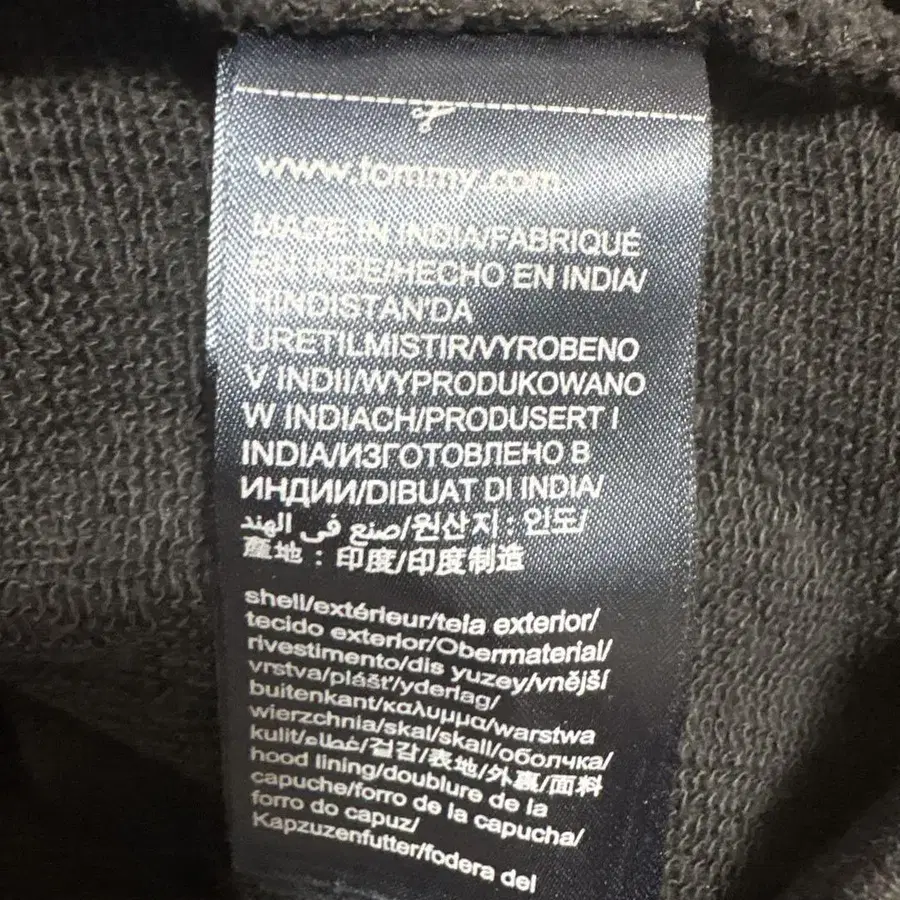 www.tommy.com
MADE IN INDIA/FABRIQUÉ
EN INDE/HECHO EN INDIA/
HINDISTAN'DA
URETILMISTIR/VYROBENO
V INDII/WYPRODUKOWANO
W INDIACH/PRODUSERT I
INDIA/ИЗГОТОВЛЕНО В
ИНДИИ/DIBUAT DI INDIA/
صنع في الهند/원산지 : 인도/
産地 : 印度/印度制造
shell/extérieur/tela exterior/
tecido exterior/Obermaterial/
rivestimento/dis yuzey/vnější
vrstva/plášť/yderlag/
buitenkant/καλυμμα/warstwa
wierzchnia/skal/skall/оболочка/
kulit/غطاء/겉감/表地/外裏/面料
hood lining/doublure de la
capuche/forro de la capucha/
forro do capuz/
Kapzuzenfutter/fodera del